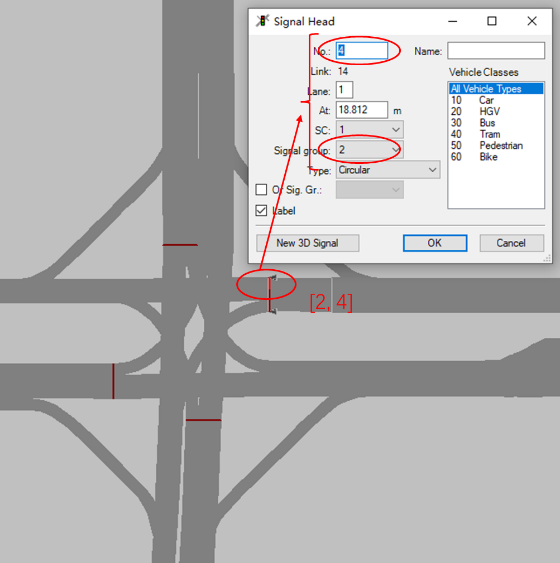 Signal Head
No.: 4 Name:
Link: 14 Vehicle Classes
Lane: 1 All Vehicle Types
10 Car
At: 18.812 m 20 HGV
30 Bus
SC: 1 40 Tram
50 Pedestrian
Signal group: 2 60 Bike
Type: Circular
Or Sig. Gr.:
Label
New 3D Signal OK Cancel
[2, 4]